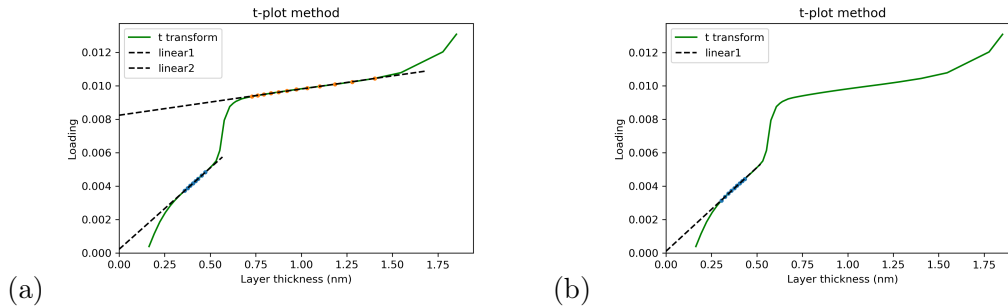 t-plot method
t transform
linear1
linear2
0.012
0.010
0.008
0.006
0.004
0.002
0.000
Loading
0.00 0.25 0.50 0.75 1.00 1.25 1.50 1.75
Layer thickness (nm)
(a)
t-plot method
t transform
linear1
0.012
0.010
0.008
0.006
0.004
0.002
0.000
Loading
0.00 0.25 0.50 0.75 1.00 1.25 1.50 1.75
Layer thickness (nm)
(b)